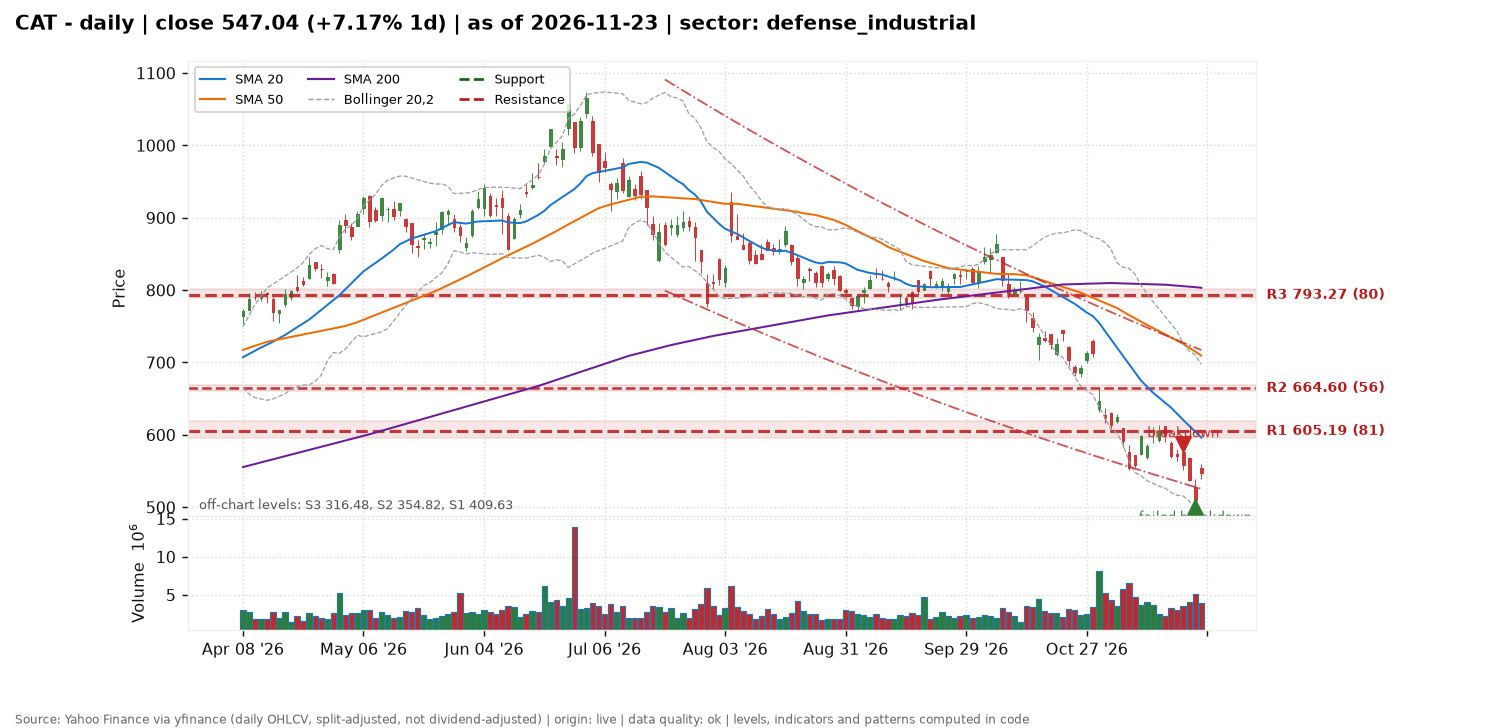 CAT - daily | close 547.04 (+7.17% 1d) | as of 2026-11-23 | sector: defense_industrial
SMA 20
SMA 50
SMA 200
Bollinger 20,2
Support
Resistance
Price
1100
1000
900
800
700
600
500
R3 793.27 (80)
R2 664.60 (56)
R1 605.19 (81)
breakdown
failed breakdown
off-chart levels: S3 316.48, S2 354.82, S1 409.63
Volume 10⁶
15
10
5
Apr 08 '26
May 06 '26
Jun 04 '26
Jul 06 '26
Aug 03 '26
Aug 31 '26
Sep 29 '26
Oct 27 '26
Source: Yahoo Finance via yfinance (daily OHLCV, split-adjusted, not dividend-adjusted) | origin: live | data quality: ok | levels, indicators and patterns computed in code